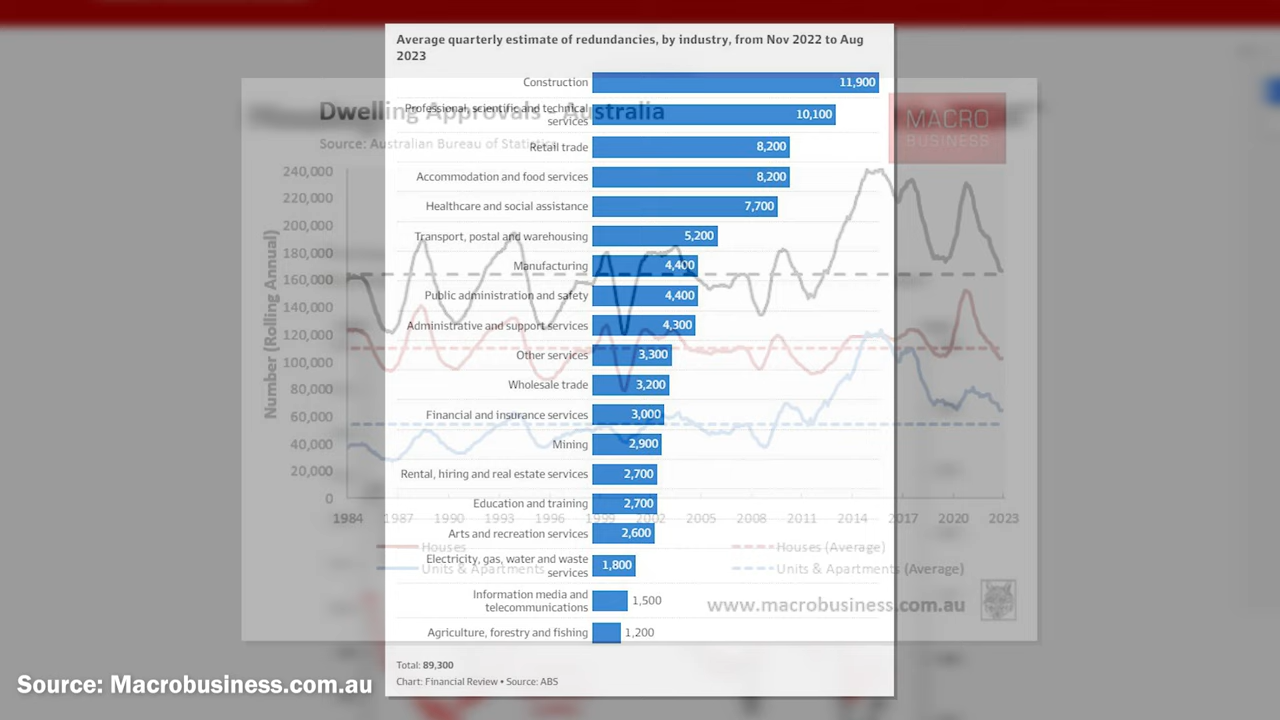 Average quarterly estimate of redundancies, by industry, from Nov 2022 to Aug
2023
Construction 11,900
Professional, scientific and technical
services 10,100
Retail trade 8,200
Accommodation and food services 8,200
Healthcare and social assistance 7,700
Transport, postal and warehousing 5,200
Manufacturing 4,400
Public administration and safety 4,400
Administrative and support services 4,300
Other services 3,300
Wholesale trade 3,200
Financial and insurance services 3,000
Mining 2,900
Rental, hiring and real estate services 2,700
Education and training 2,700
Arts and recreation services 2,600
Electricity, gas, water and waste
services 1,800
Information media and
telecommunications 1,500
Agriculture, forestry and fishing 1,200
Total: 89,300
Chart: Financial Review • Source: ABS
Dwelling Approvals Australia
Source: Australian Bureau of Statistics
MACRO
BUSINESS
Number (Rolling Annual)
240,000
220,000
200,000
180,000
160,000
140,000
120,000
100,000
80,000
60,000
40,000
20,000
0
1984 1987 1990 1993 1996 1999 2002 2005 2008 2011 2014 2017 2020 2023
Houses Houses (Average)
Units & Apartments Units & Apartments (Average)
www.macrobusiness.com.au
Source: Macrobusiness.com.au